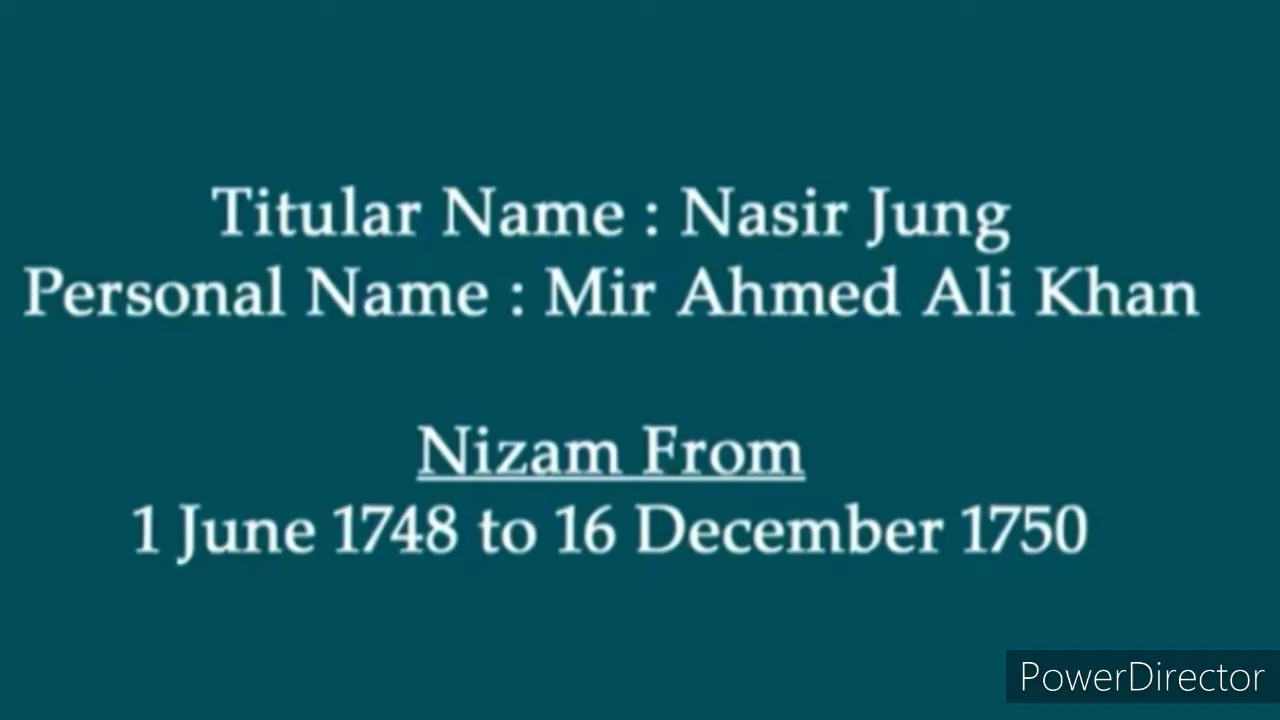 Titular Name : Nasir Jung
Personal Name : Mir Ahmed Ali Khan
Nizam From
1 June 1748 to 16 December 1750
PowerDirector